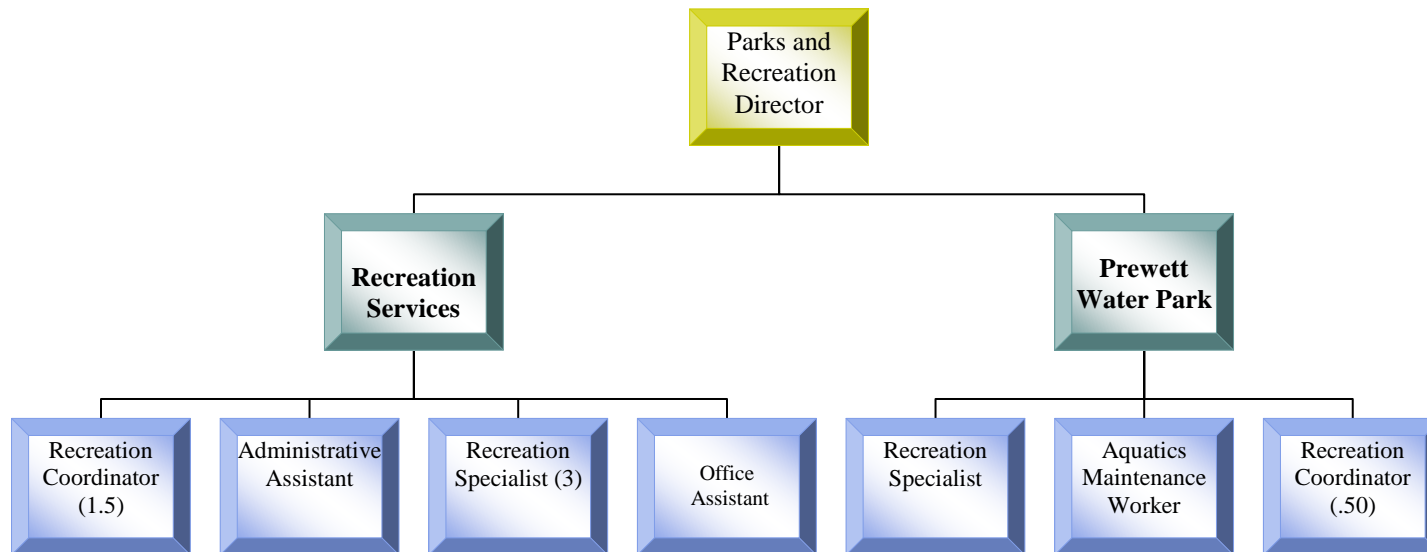 Parks and
Recreation
Director
Recreation
Services
Prewett
Water Park
Recreation
Coordinator
(1.5)
Administrative
Assistant
Recreation
Specialist (3)
Office
Assistant
Recreation
Specialist
Aquatics
Maintenance
Worker
Recreation
Coordinator
(.50)